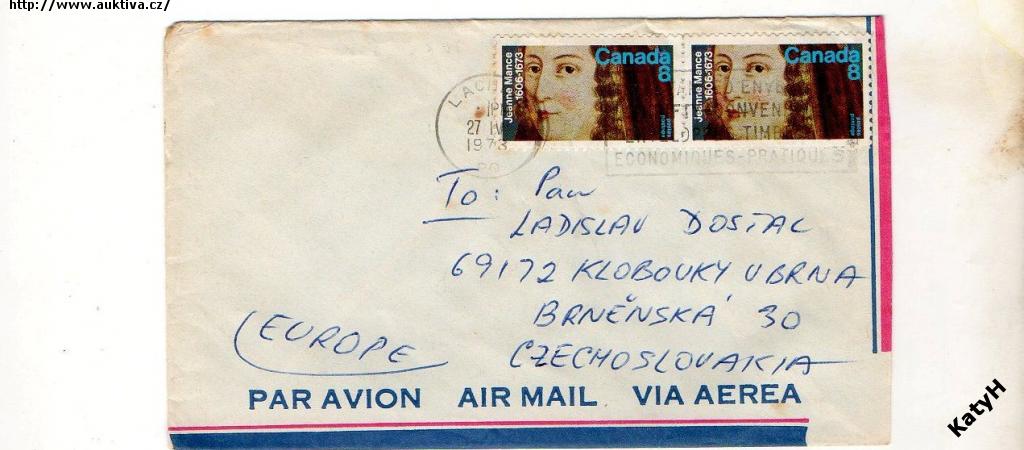 http://www.auktiva.cz/
Canada 8
Jeanne Mance
1606-1673
Canada 8
Jeanne Mance
1606-1673
27 IV
1973
PQ
ECONOMIQUES-PRATIQUES
To: Pan
LADISLAV DOSTAL
69172 KLOBOUKY U BRNA
BRNĚNSKÁ 30
CZECHOSLOVAKIA
(EUROPE
PAR AVION AIR MAIL VIA AEREA
KatyH